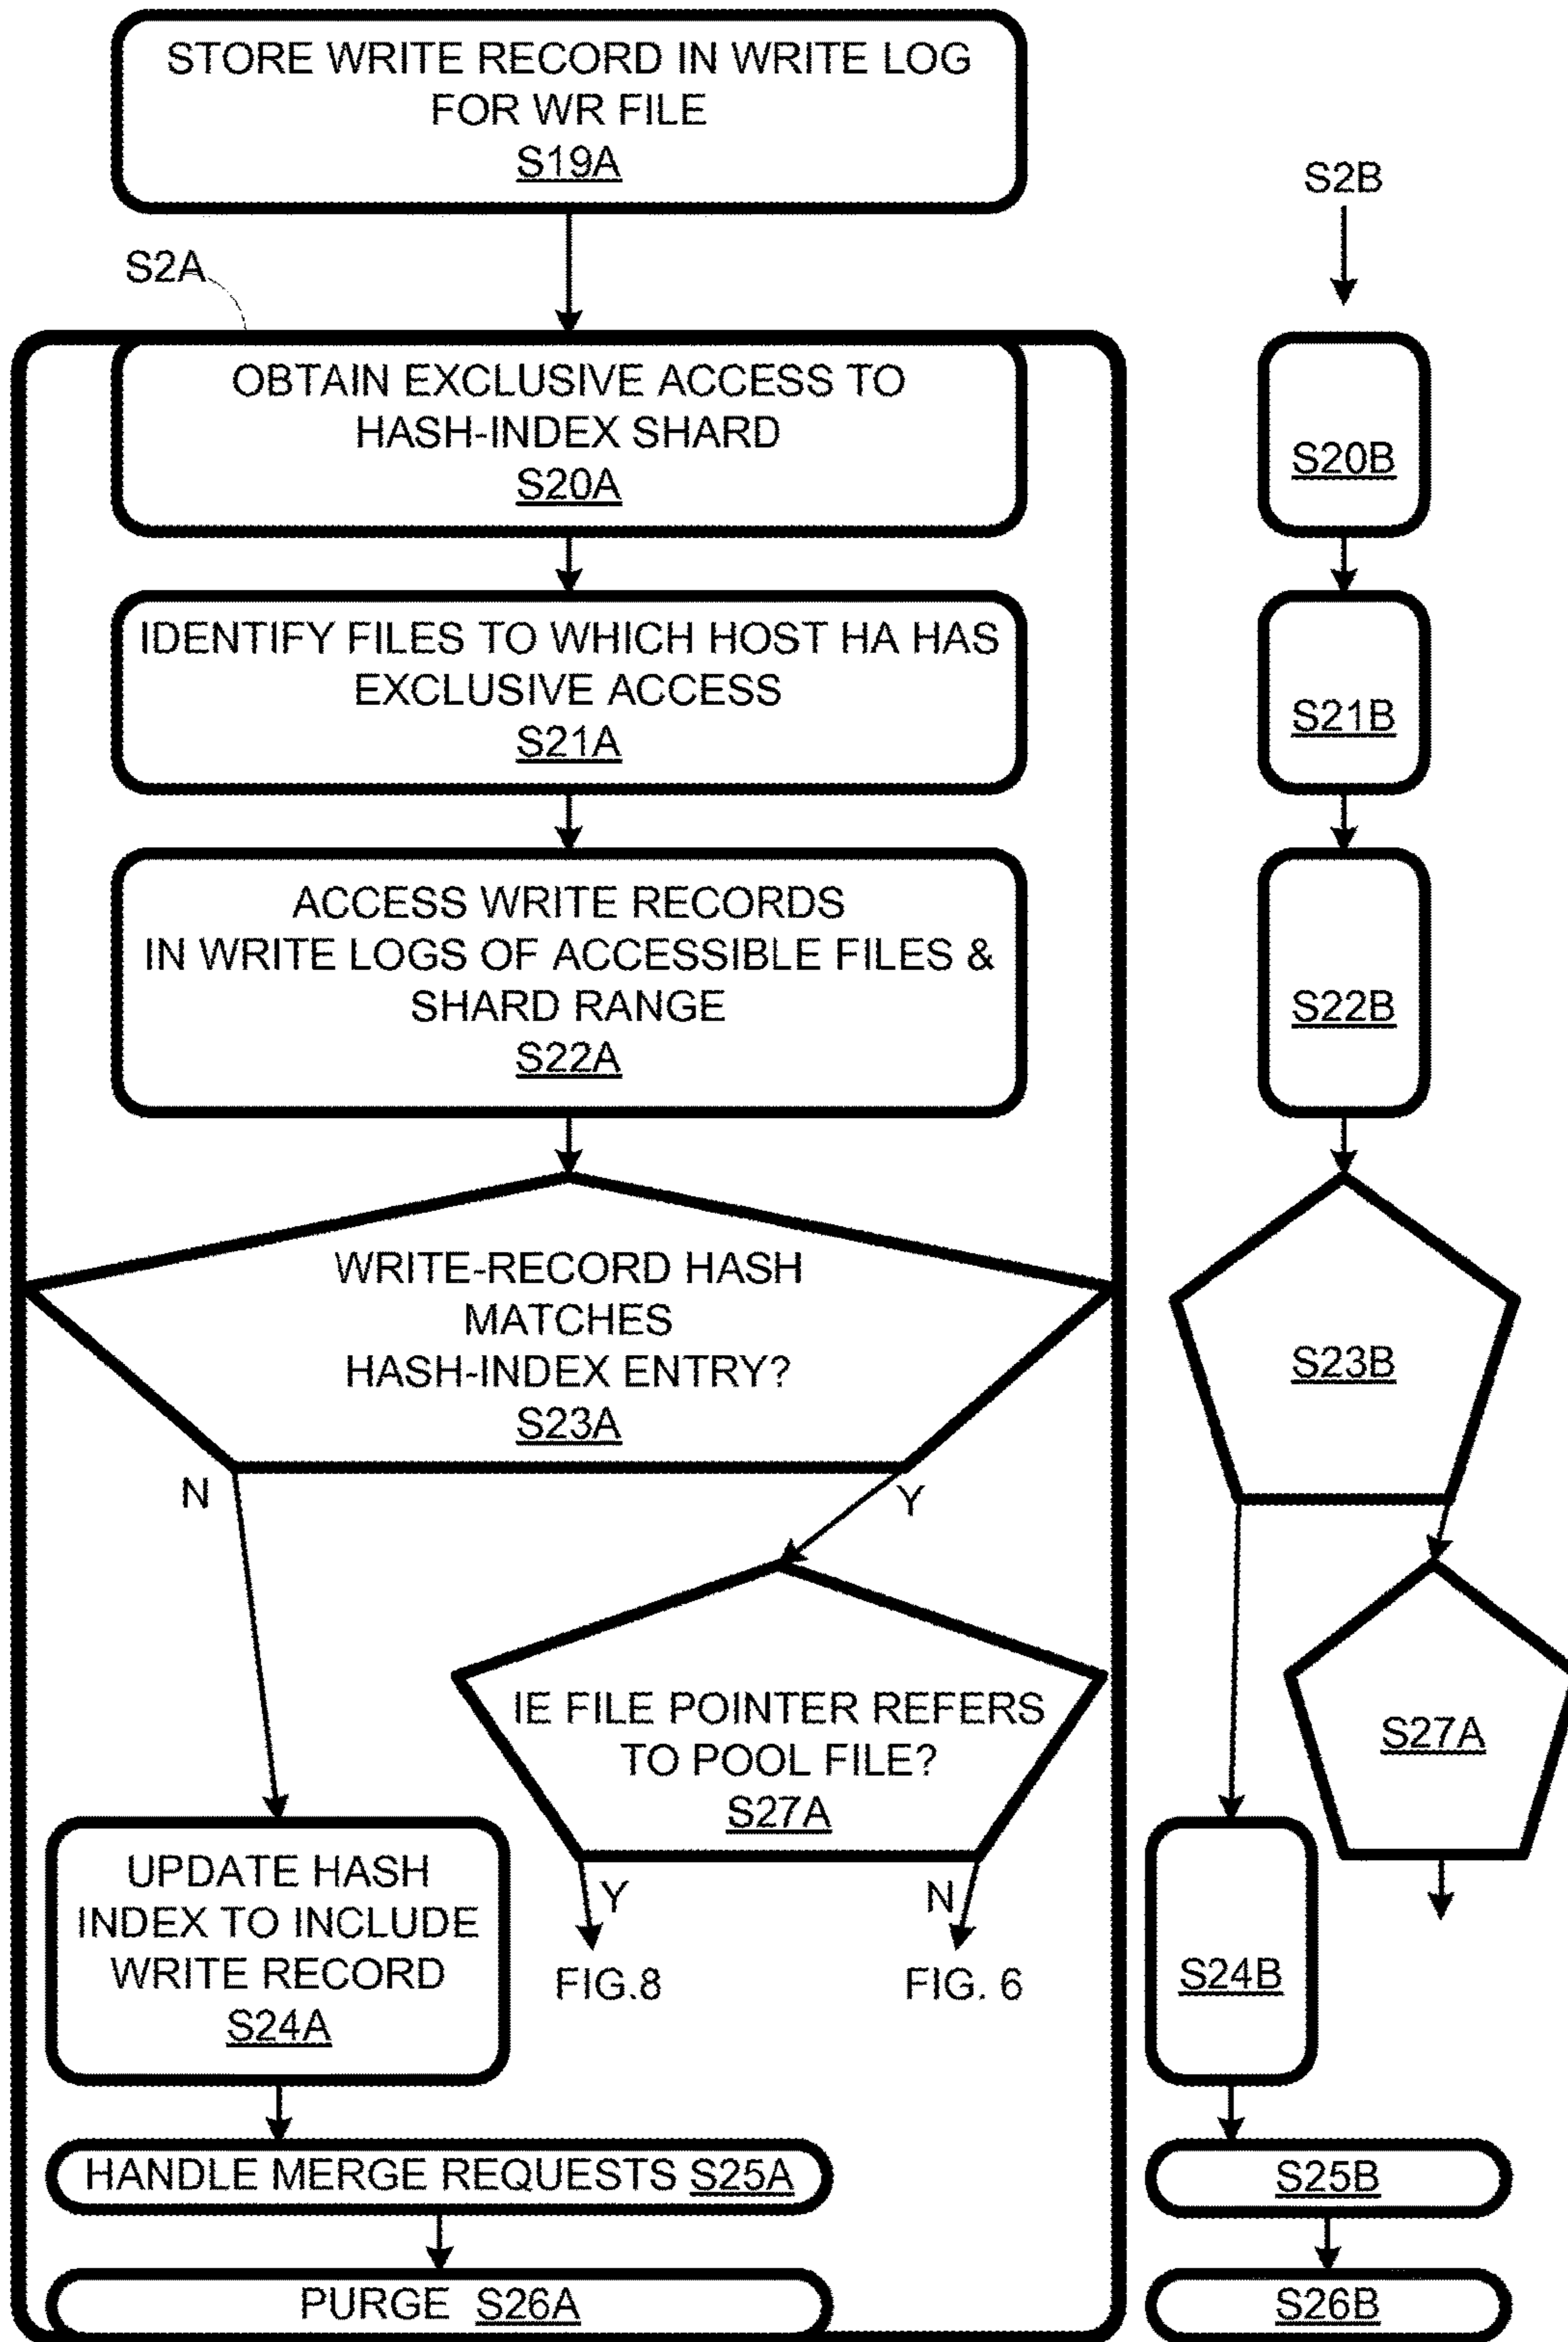 STORE WRITE RECORD IN WRITE LOG
FOR WR FILE
S19A
S2A
OBTAIN EXCLUSIVE ACCESS TO
HASH-INDEX SHARD
S20A
IDENTIFY FILES TO WHICH HOST HA HAS
EXCLUSIVE ACCESS
S21A
ACCESS WRITE RECORDS
IN WRITE LOGS OF ACCESSIBLE FILES &
SHARD RANGE
S22A
WRITE-RECORD HASH
MATCHES
HASH-INDEX ENTRY?
S23A
N
Y
IE FILE POINTER REFERS
TO POOL FILE?
S27A
Y
N
FIG.8
FIG. 6
UPDATE HASH
INDEX TO INCLUDE
WRITE RECORD
S24A
HANDLE MERGE REQUESTS S25A
PURGE S26A
S2B
S20B
S21B
S22B
S23B
S27A
S24B
S25B
S26B